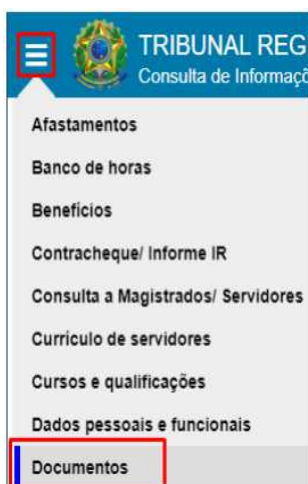 TRIBUNAL REG
Consulta de Informaçõ
Afastamentos
Banco de horas
Benefícios
Contracheque/ Informe IR
Consulta a Magistrados/ Servidores
Currículo de servidores
Cursos e qualificações
Dados pessoais e funcionais
Documentos